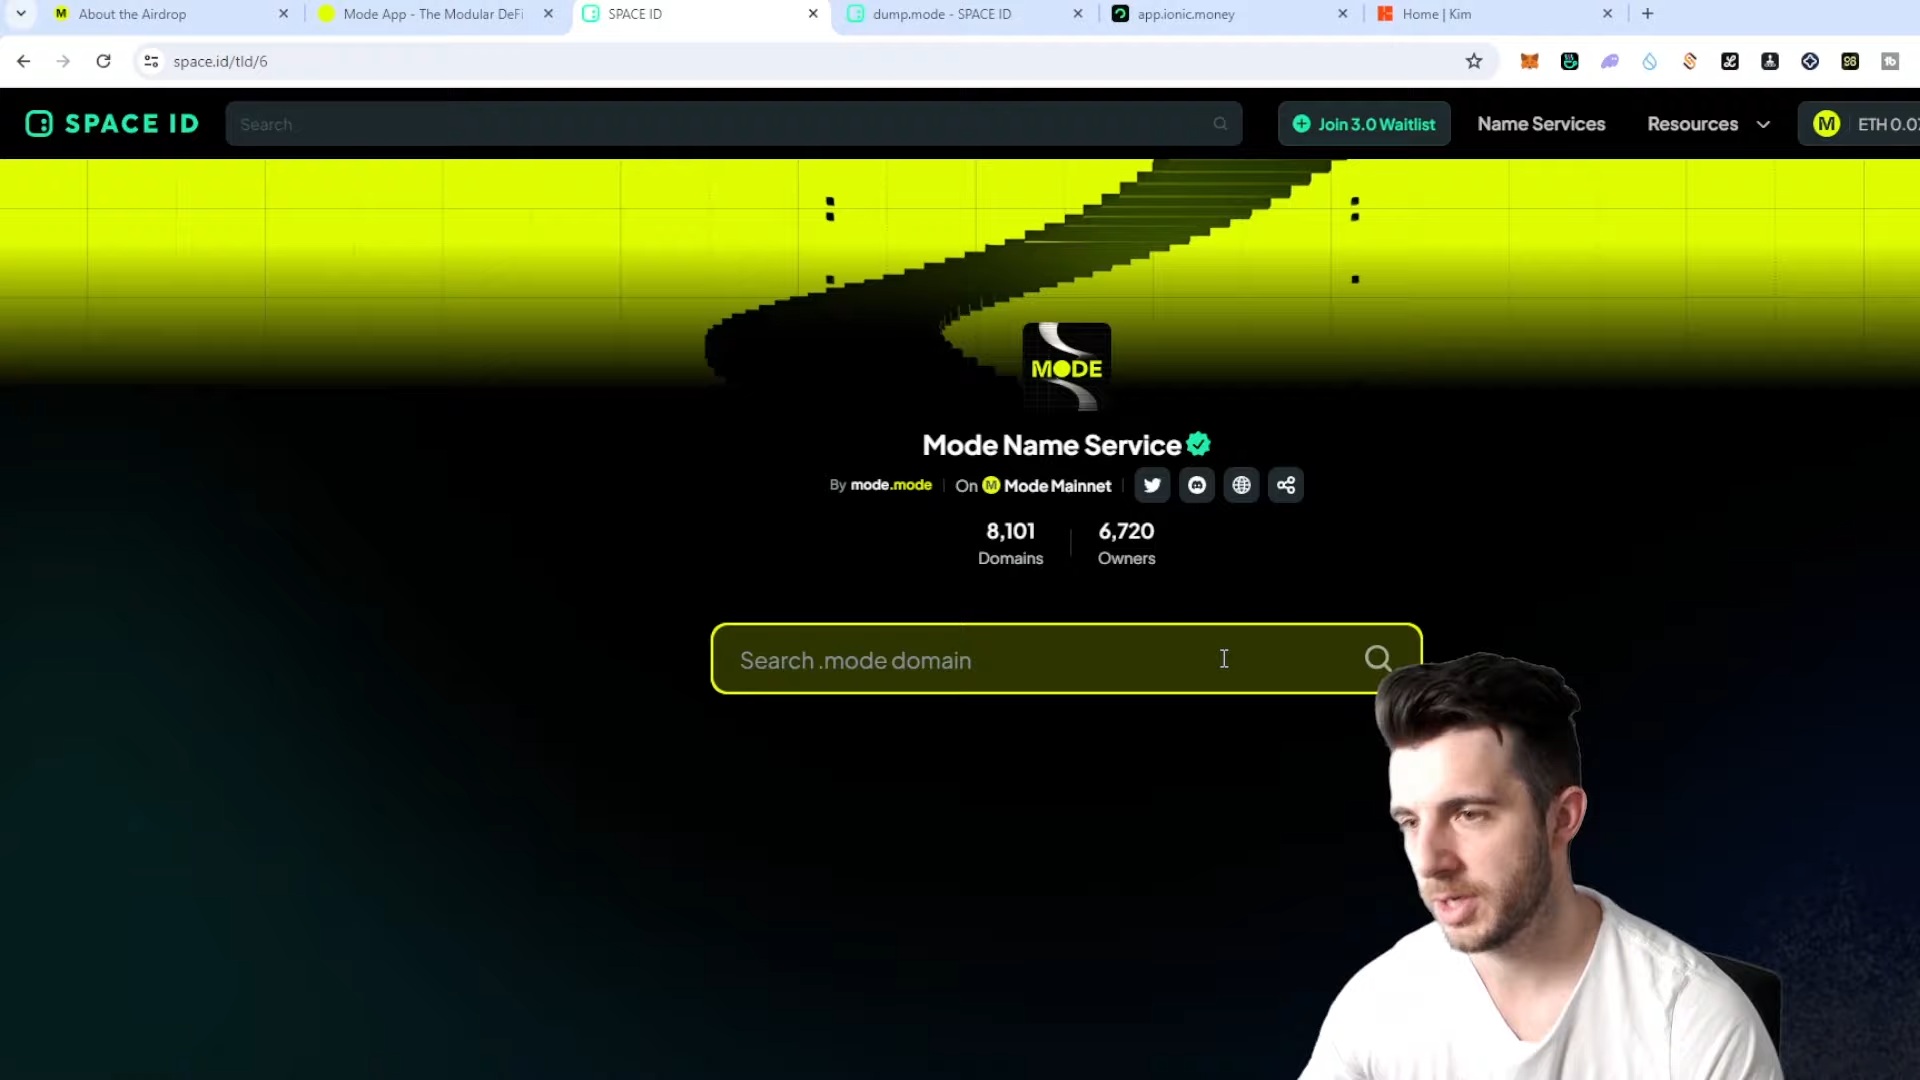 About the Airdrop
Mode App - The Modular DeFi
SPACE ID
dump.mode - SPACE ID
app.ionic.money
Home | Kim
space.id/tld/6
SPACE ID
Search
Join 3.0 Waitlist
Name Services
Resources
M
ETH 0.0
MODE
Mode Name Service
By mode.mode
On Mode Mainnet
8,101
6,720
Domains
Owners
Search .mode domain